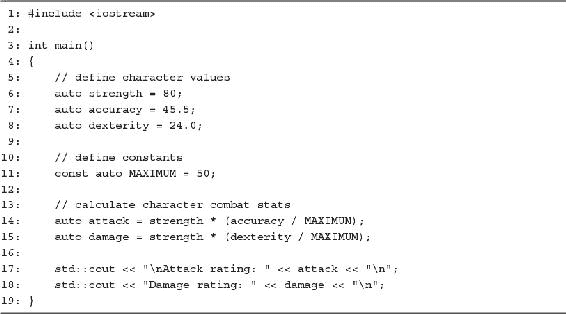 1: #include <iostream>
2:
3: int main()
4: {
5:     // define character values
6:     auto strength = 80;
7:     auto accuracy = 45.5;
8:     auto dexterity = 24.0;
9:
10:     // define constants
11:     const auto MAXIMUM = 50;
12:
13:     // calculate character combat stats
14:     auto attack = strength * (accuracy / MAXIMUM);
15:     auto damage = strength * (dexterity / MAXIMUM);
16:
17:     std::cout << "\nAttack rating: " << attack << "\n";
18:     std::cout << "Damage rating: " << damage << "\n";
19: }